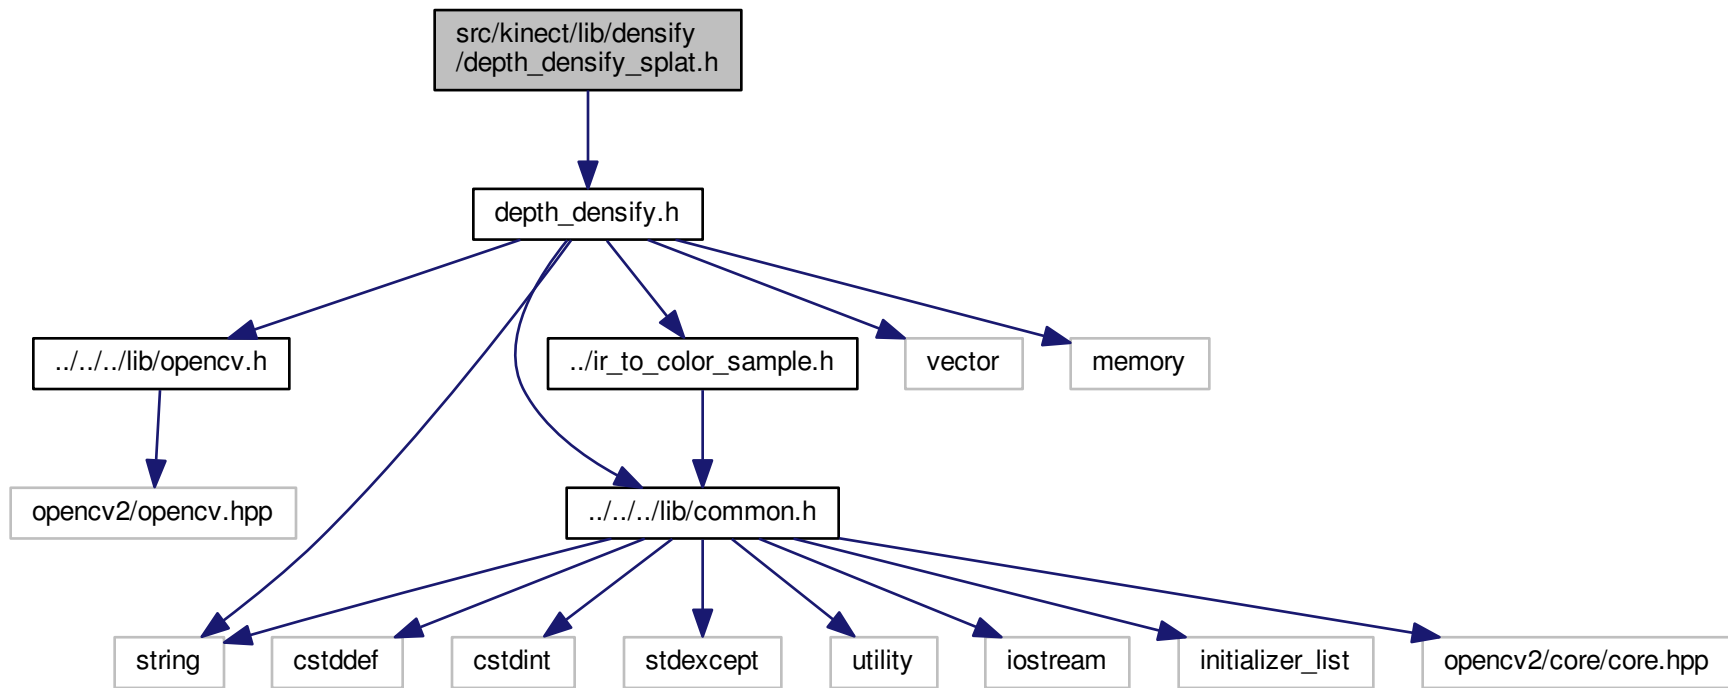 src/kinect/lib/densify
/depth_densify_splat.h
depth_densify.h
../../../lib/opencv.h
../ir_to_color_sample.h
vector
memory
opencv2/opencv.hpp
../../../lib/common.h
string
cstddef
cstdint
stdexcept
utility
iostream
initializer_list
opencv2/core/core.hpp